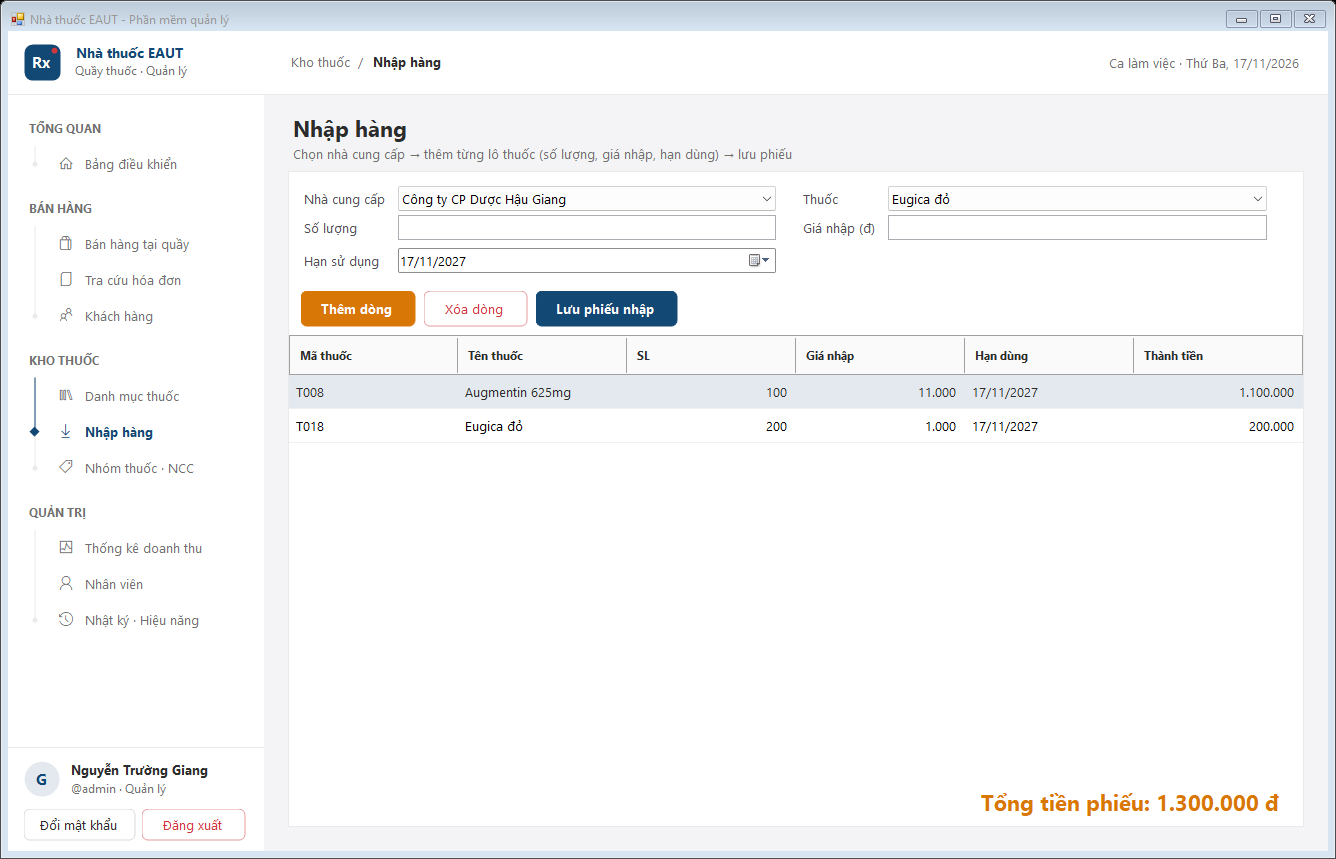 Nhà thuốc EAUT - Phần mềm quản lý
Rx
Nhà thuốc EAUT
Quầy thuốc · Quản lý
Kho thuốc / Nhập hàng
Ca làm việc · Thứ Ba, 17/11/2026
TỔNG QUAN
Bảng điều khiển
BÁN HÀNG
Bán hàng tại quầy
Tra cứu hóa đơn
Khách hàng
KHO THUỐC
Danh mục thuốc
Nhập hàng
Nhóm thuốc · NCC
QUẢN TRỊ
Thống kê doanh thu
Nhân viên
Nhật ký · Hiệu năng
G
Nguyễn Trường Giang
@admin · Quản lý
Đổi mật khẩu
Đăng xuất
Nhập hàng
Chọn nhà cung cấp → thêm từng lô thuốc (số lượng, giá nhập, hạn dùng) → lưu phiếu
Nhà cung cấp Công ty CP Dược Hậu Giang Thuốc Eugica đỏ
Số lượng Giá nhập (đ)
Hạn sử dụng 17/11/2027
Thêm dòng Xóa dòng Lưu phiếu nhập
Mã thuốc Tên thuốc SL Giá nhập Hạn dùng Thành tiền
T008 Augmentin 625mg 100 11.000 17/11/2027 1.100.000
T018 Eugica đỏ 200 1.000 17/11/2027 200.000
Tổng tiền phiếu: 1.300.000 đ